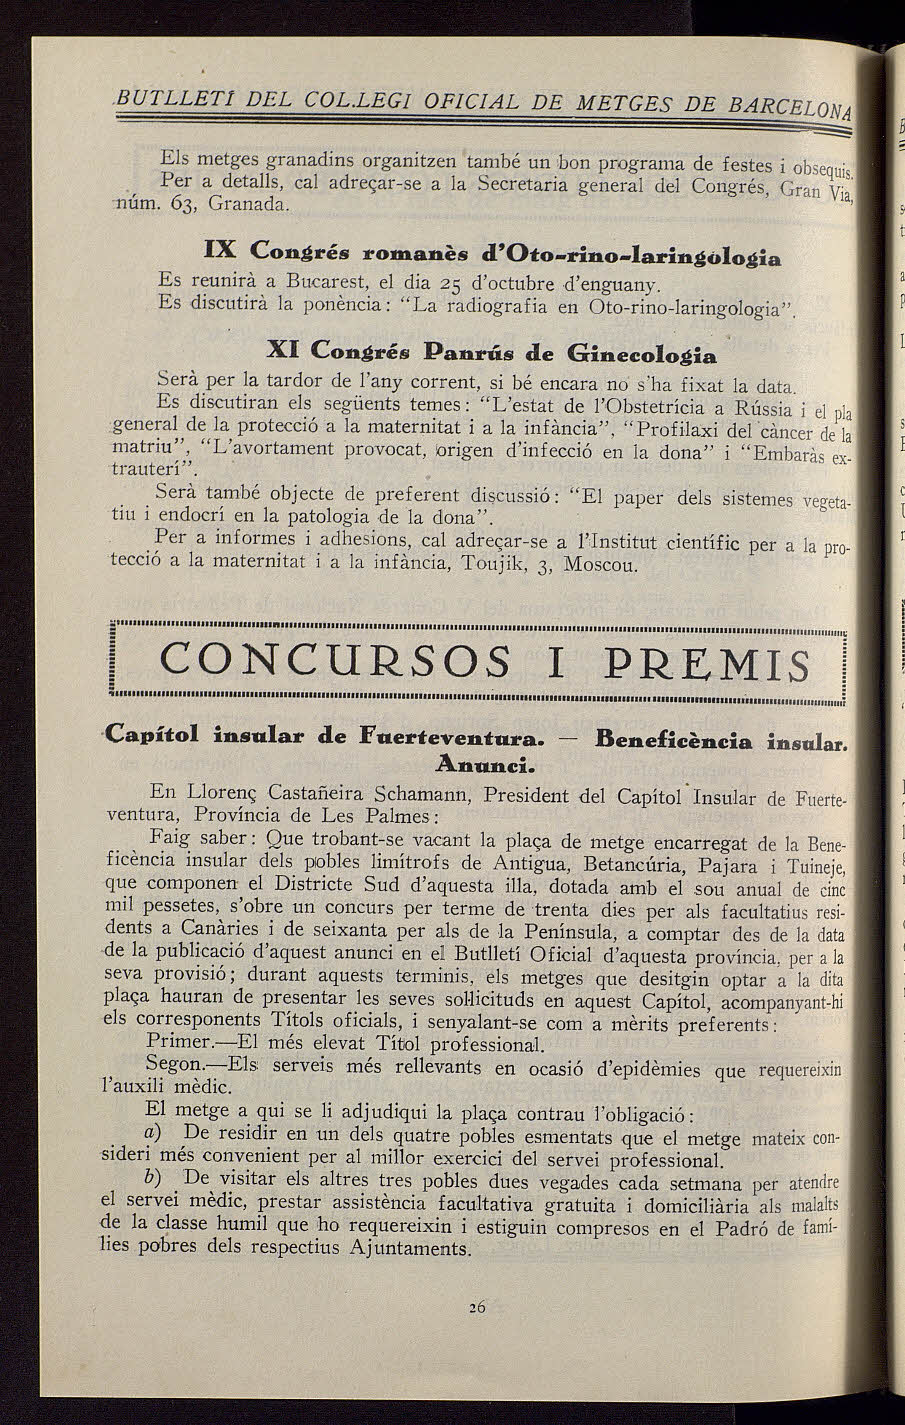 BUTLLETÍ DEL COL.LEGI OFICIAL DE METGES DE BARCELONA
Els metges granadins organitzen també un bon programa de festes i obsequis.
Per a detalls, cal adreçar-se a la Secretaria general del Congrés, Gran Via,
núm. 63, Granada.
IX Congrés romanès d'Oto-rino-laringòlogia
Es reunirà a Bucarest, el dia 25 d'octubre d'enguany.
Es discutirà la ponència: "La radiografia en Oto-rino-laringologia".
XI Congrés Panrús de Ginecologia
Serà per la tardor de l'any corrent, si bé encara no s'ha fixat la data.
Es discutiran els següents temes: "L'estat de l'Obstetrícia a Rússia i el pla
general de la protecció a la maternitat i a la infància", "Profilaxi del càncer de la
matriu", "L'avortament provocat, origen d'infecció en la dona" i "Embaràs ex-
trauterí".
Serà també objecte de preferent discussió: "El paper dels sistemes vegeta-
tiu i endocrí en la patologia de la dona".
Per a informes i adhesions, cal adreçar-se a l'Institut científic per a la pro-
tecció a la maternitat i a la infància, Toujik, 3, Moscou.
CONCURSOS I PREMIS
Capítol insular de Fuerteventura. — Beneficència insular.
Anunci.
En Llorenç Castañeira Schamann, President del Capítol Insular de Fuerte-
ventura, Província de Les Palmes:
Faig saber: Que trobant-se vacant la plaça de metge encarregat de la Bene-
ficència insular dels pobles limítrofs de Antigua, Betancúria, Pajara i Tuineje,
que componen el Districte Sud d'aquesta illa, dotada amb el sou anual de cinc
mil pessetes, s'obre un concurs per terme de trenta dies per als facultatius resi-
dents a Canàries i de seixanta per als de la Península, a comptar des de la data
de la publicació d'aquest anunci en el Butlletí Oficial d'aquesta província, per a la
seva provisió; durant aquests terminis, els metges que desitgin optar a la dita
plaça hauran de presentar les seves sol·licituds en aquest Capítol, acompanyant-hi
els corresponents Títols oficials, i senyalant-se com a mèrits preferents:
Primer.—El més elevat Títol professional.
Segon.—Els serveis més rellevants en ocasió d'epidèmies que requereixin
l'auxili mèdic.
El metge a qui se li adjudiqui la plaça contrau l'obligació:
a) De residir en un dels quatre pobles esmentats que el metge mateix con-
sideri més convenient per al millor exercici del servei professional.
b) De visitar els altres tres pobles dues vegades cada setmana per atendre
el servei mèdic, prestar assistència facultativa gratuita i domiciliària als malalts
de la classe humil que ho requereixin i estiguin compresos en el Padró de famí-
lies pobres dels respectius Ajuntaments.
26